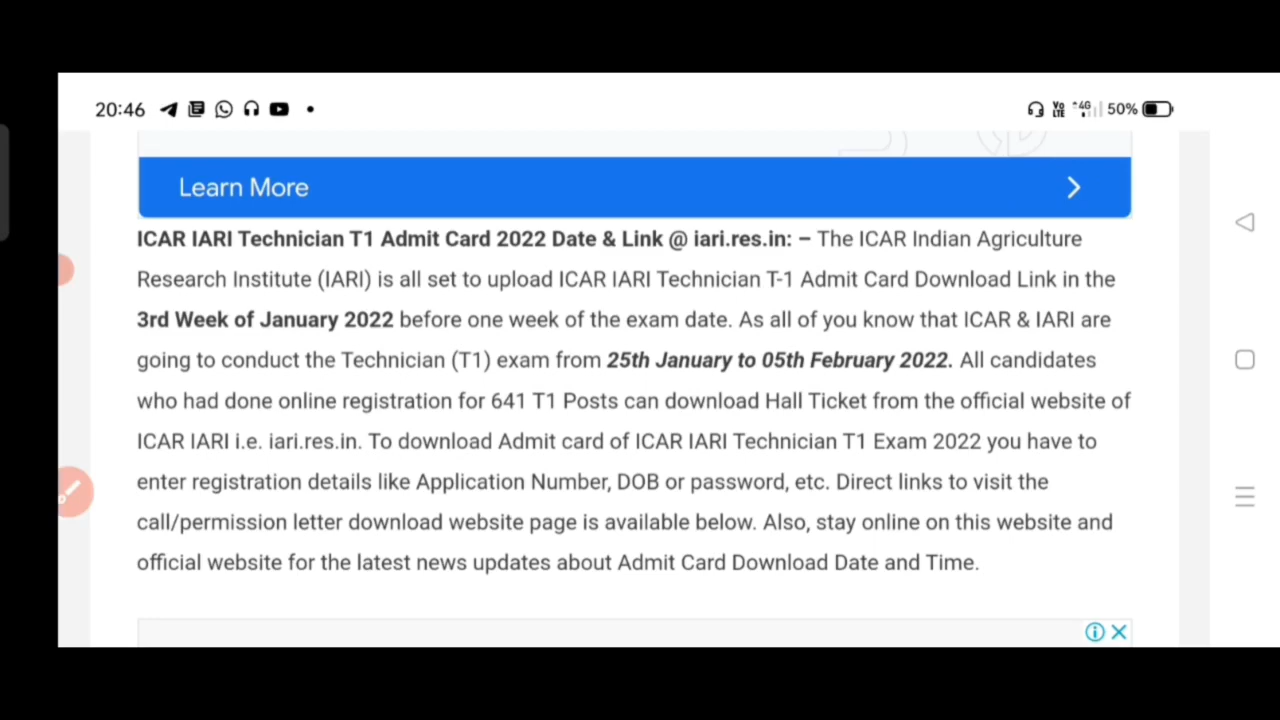 20:46
Vo LTE 4G 50%
Learn More
ICAR IARI Technician T1 Admit Card 2022 Date & Link @ iari.res.in: – The ICAR Indian Agriculture
Research Institute (IARI) is all set to upload ICAR IARI Technician T-1 Admit Card Download Link in the
3rd Week of January 2022 before one week of the exam date. As all of you know that ICAR & IARI are
going to conduct the Technician (T1) exam from 25th January to 05th February 2022. All candidates
who had done online registration for 641 T1 Posts can download Hall Ticket from the official website of
ICAR IARI i.e. iari.res.in. To download Admit card of ICAR IARI Technician T1 Exam 2022 you have to
enter registration details like Application Number, DOB or password, etc. Direct links to visit the
call/permission letter download website page is available below. Also, stay online on this website and
official website for the latest news updates about Admit Card Download Date and Time.